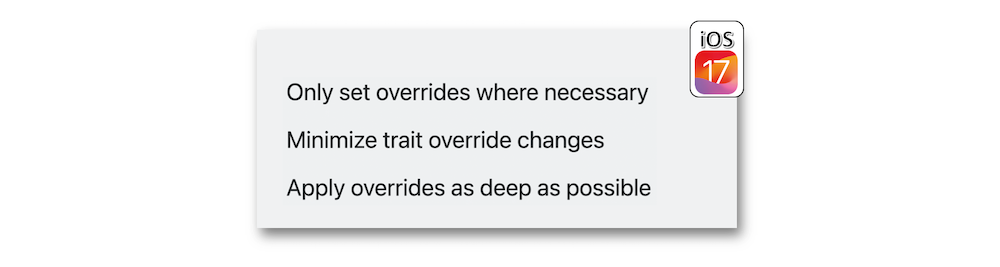 iOS
17
Only set overrides where necessary
Minimize trait override changes
Apply overrides as deep as possible